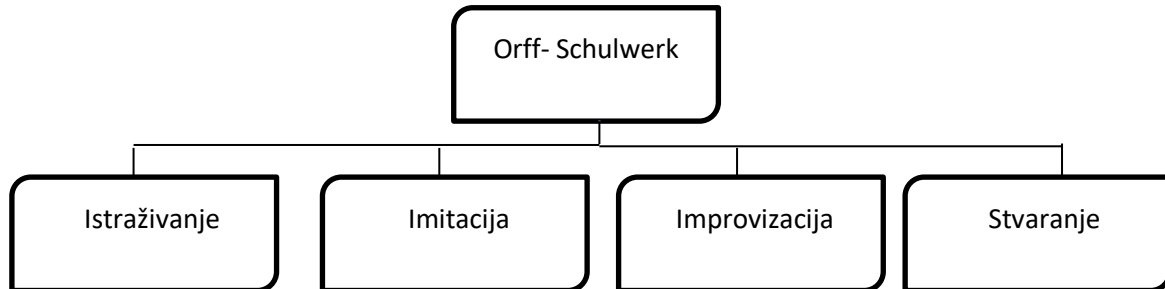 Orff- Schulwerk
Istraživanje
Imitacija
Improvizacija
Stvaranje